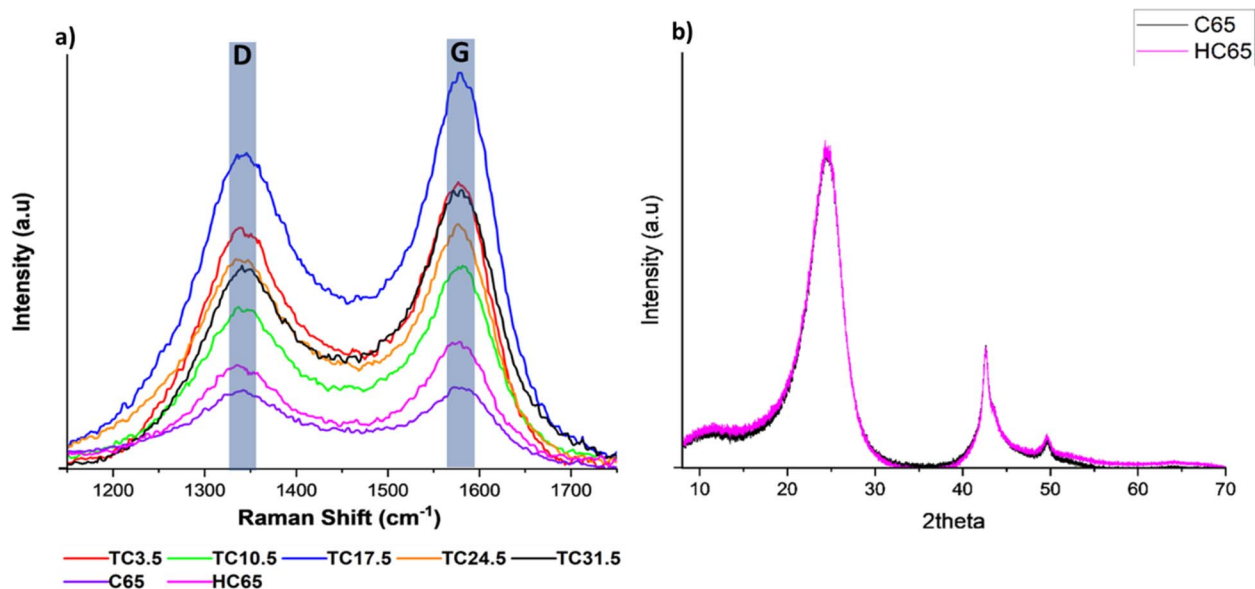 a)
D
G
Intensity (a.u)
1200
1300
1400
1500
1600
1700
Raman Shift (cm⁻¹)
TC3.5
TC10.5
TC17.5
TC24.5
TC31.5
C65
HC65
b)
C65
HC65
Intensity (a.u)
10
20
30
40
50
60
70
2theta